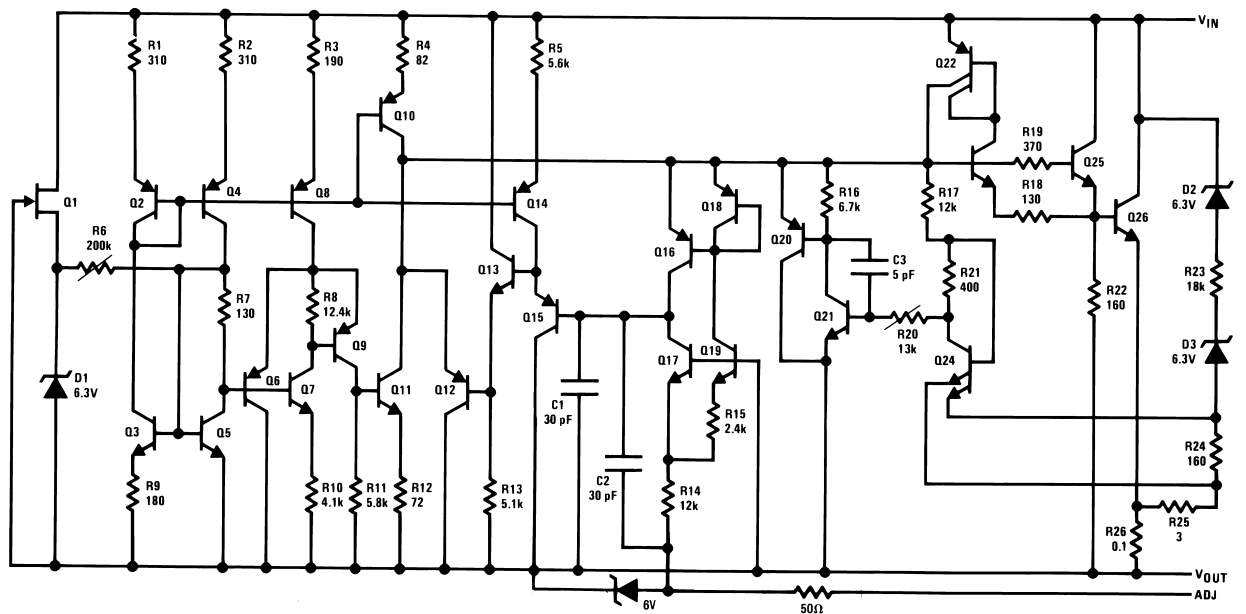 V_IN
R1
310
R2
310
R3
190
R4
82
R5
5.6k
Q22
Q10
R19
370
Q1
Q2
Q4
Q8
Q14
Q18
R16
6.7k
R17
12k
Q25
R18
130
Q26
D2
6.3V
R6
200k
Q13
Q16
Q20
C3
5 pF
R21
400
R22
160
R23
18k
R7
130
R8
12.4k
Q9
Q15
Q21
R20
13k
Q24
D3
6.3V
D1
6.3V
Q6
Q7
Q11
Q12
Q17
Q19
C1
30 pF
R15
2.4k
Q3
Q5
R9
180
R10
4.1k
R11
5.8k
R12
72
R13
5.1k
C2
30 pF
R14
12k
R24
160
R25
3
R26
0.1
V_OUT
6V
50Ω
ADJ